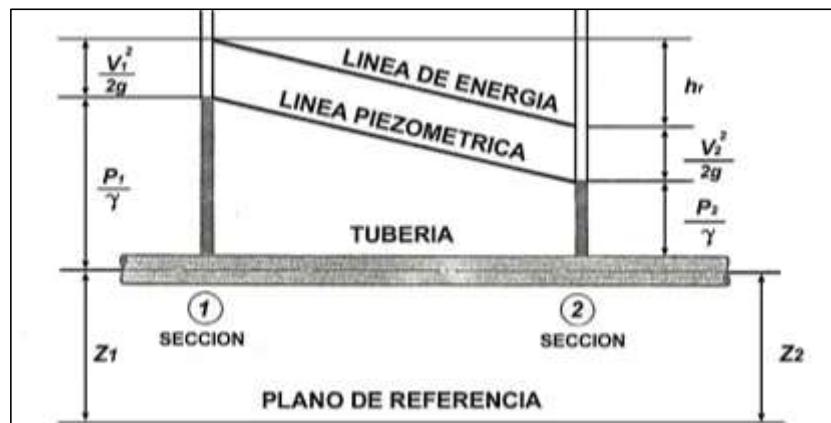 V₁²
2g
LINEA DE ENERGIA
hf
LINEA PIEZOMETRICA
V₂²
2g
P₁
γ
P₂
γ
TUBERIA
1
2
SECCION
SECCION
Z1
Z2
PLANO DE REFERENCIA